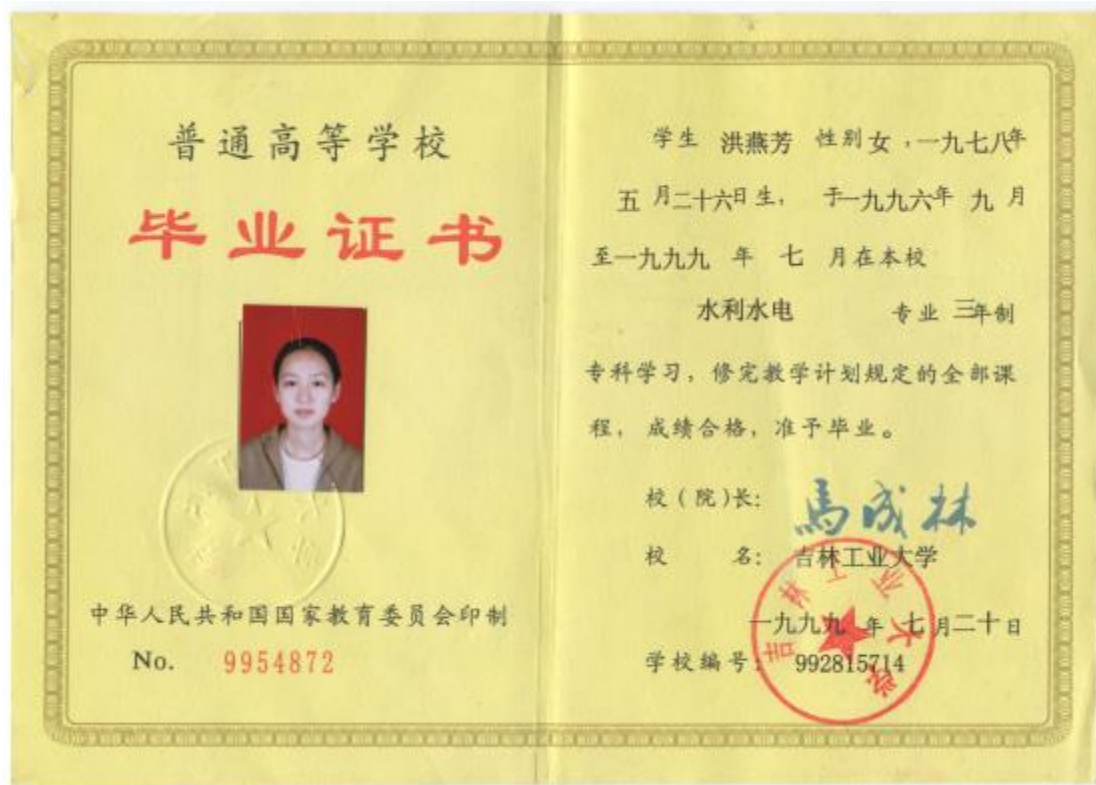 普通高等学校
毕业证书
中华人民共和国国家教育委员会印制
No. 9954872
学生 洪燕芳 性别女，一九七八年
五月二十六日生， 于一九九六年 九月
至一九九九 年 七 月在本校
水利水电 专业 三年制
专科学习，修完教学计划规定的全部课
程， 成绩合格，准予毕业。
校（院）长： 馬成林
校 名： 吉林工业大学
一九九九 年 七月二十日
学校编号： 992815714
吉林工业大学